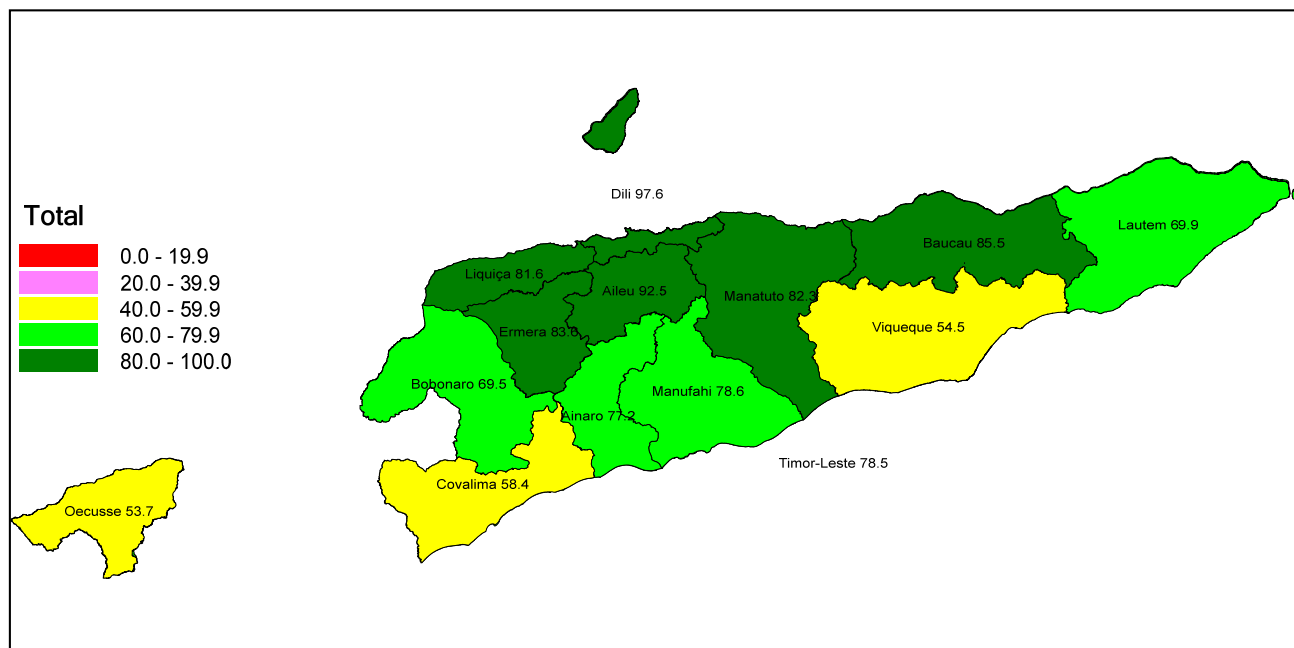 Dili 97.6
Lautem 69.9
Total
Baucau 85.5
0.0 - 19.9
Liquiça 81.6
20.0 - 39.9
Aileu 92.5
Manatuto 82.3
40.0 - 59.9
Viqueque 54.5
60.0 - 79.9
Ermera
80.0 - 100.0
Bobonaro 69.5
Manufahi 78.6
Ainaro 77.2
Timor-Leste 78.5
Covalima 58.4
Oecusse 53.7